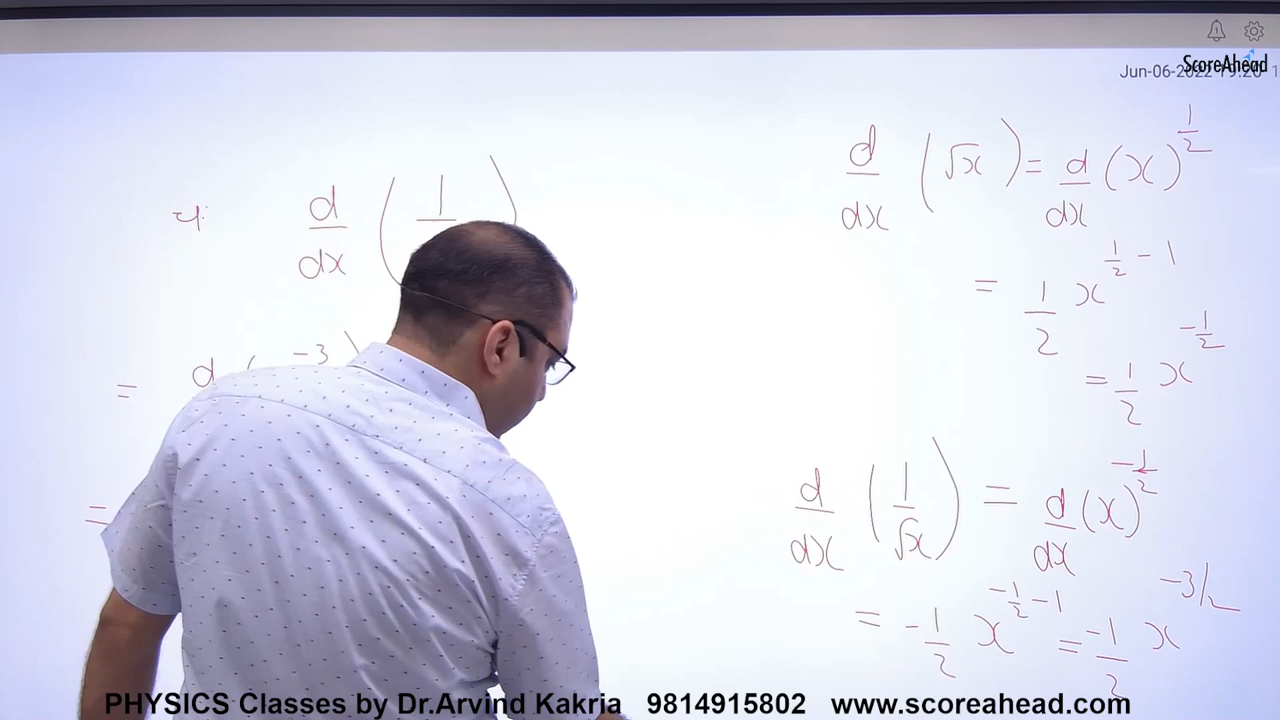 ScoreAhead
Jun-06-2022 19:20
d/dx (1
= d ( -3 )
=
d/dx (√x) = d/dx (x)^1/2
= 1/2 x^1/2 - 1
= 1/2 x^-1/2
d/dx (1/√x) = d/dx (x)^-1/2
= -1/2 x^-1/2 - 1 = -1/2 x^-3/2
PHYSICS Classes by Dr.Arvind Kakria 9814915802 www.scoreahead.com